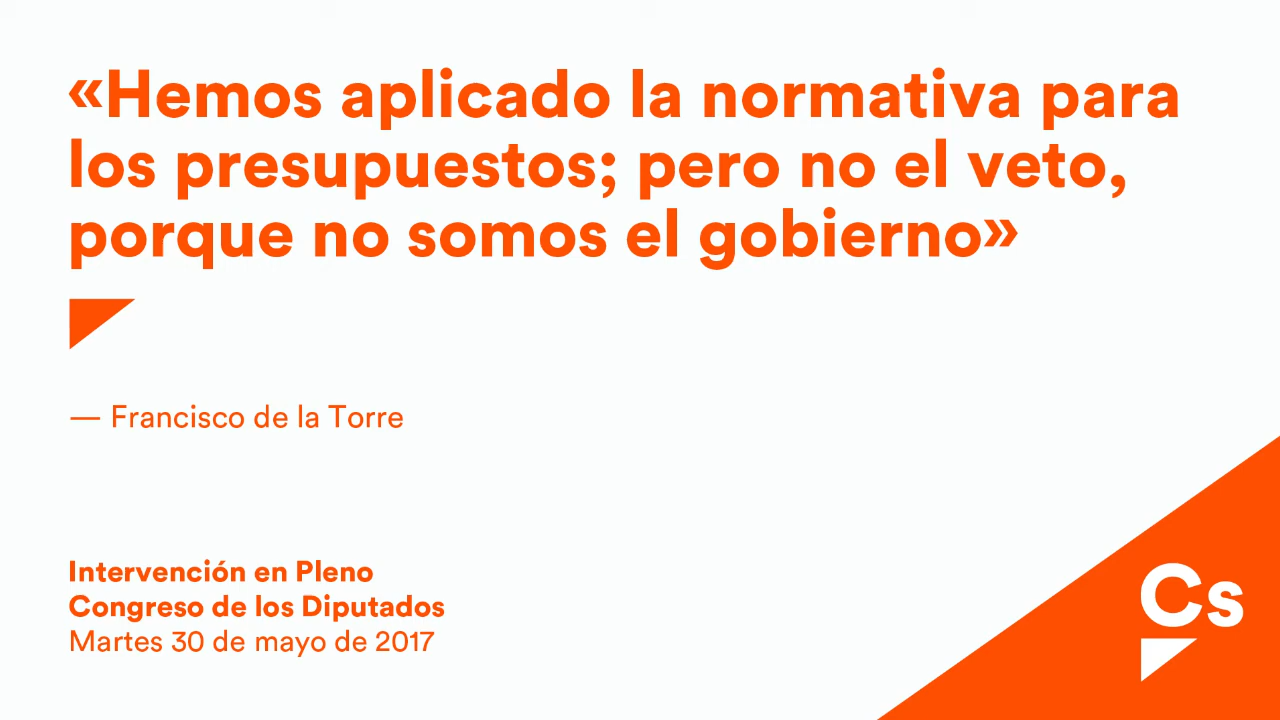 «Hemos aplicado la normativa para
los presupuestos; pero no el veto,
porque no somos el gobierno»
— Francisco de la Torre
Intervención en Pleno
Congreso de los Diputados
Martes 30 de mayo de 2017
Cs